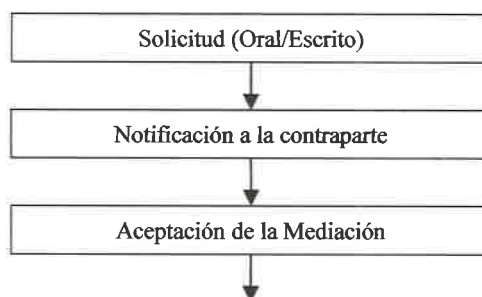 Solicitud (Oral/Escrito)
Notificación a la contraparte
Aceptación de la Mediación